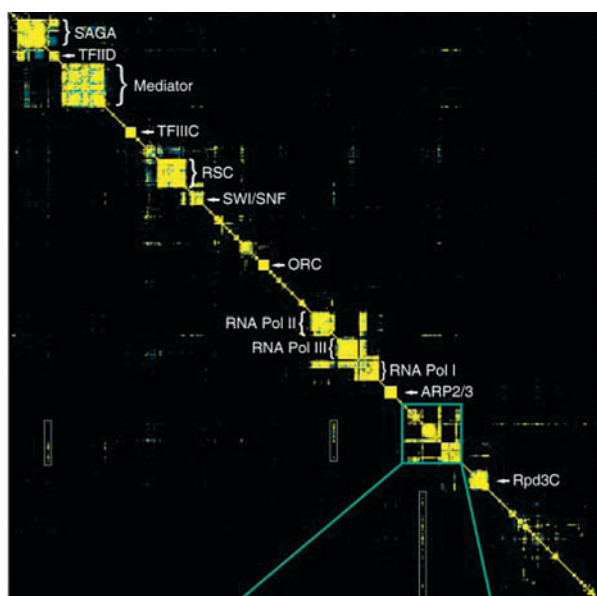 SAGA
TFIID
Mediator
TFIIIC
RSC
SWI/SNF
ORC
RNA Pol II
RNA Pol III
RNA Pol I
ARP2/3
Rpd3C